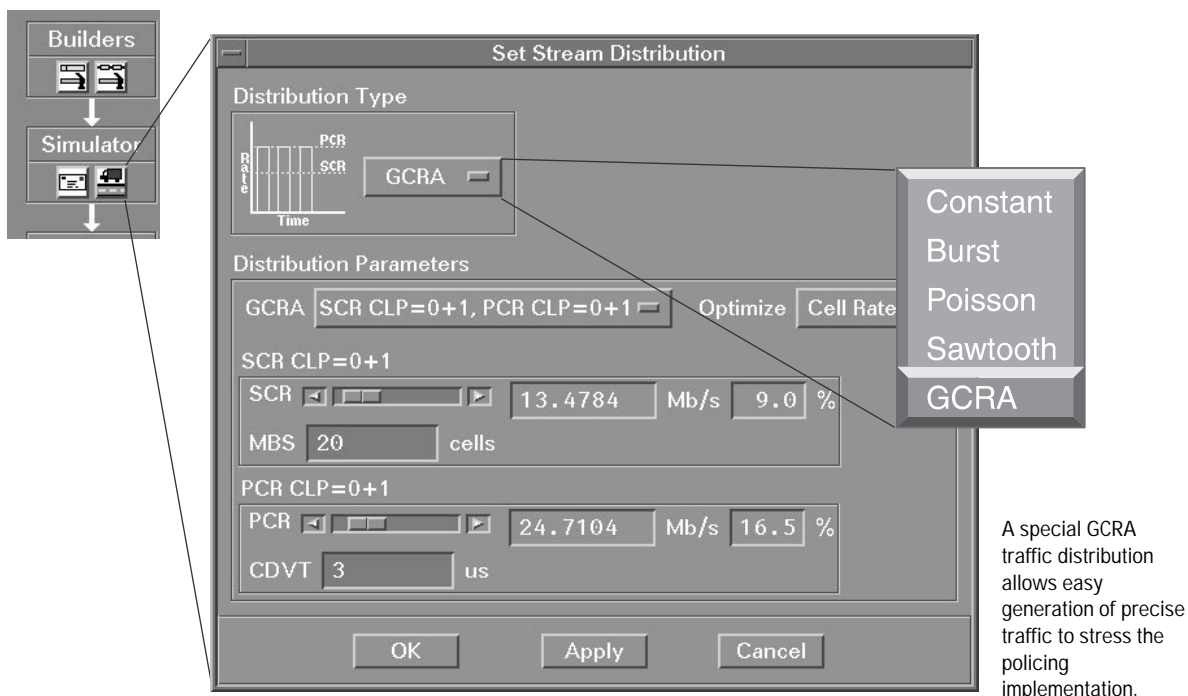 Builders
Simulator
Set Stream Distribution
Distribution Type
Rate
PCR
SCR
Time
GCRA
Constant
Burst
Poisson
Sawtooth
GCRA
Distribution Parameters
GCRA SCR CLP=0+1, PCR CLP=0+1 Optimize Cell Rate
SCR CLP=0+1
SCR 13.4784 Mb/s 9.0 %
MBS 20 cells
PCR CLP=0+1
PCR 24.7104 Mb/s 16.5 %
CDVT 3 us
OK Apply Cancel
A special GCRA
traffic distribution
allows easy
generation of precise
traffic to stress the
policing
implementation.